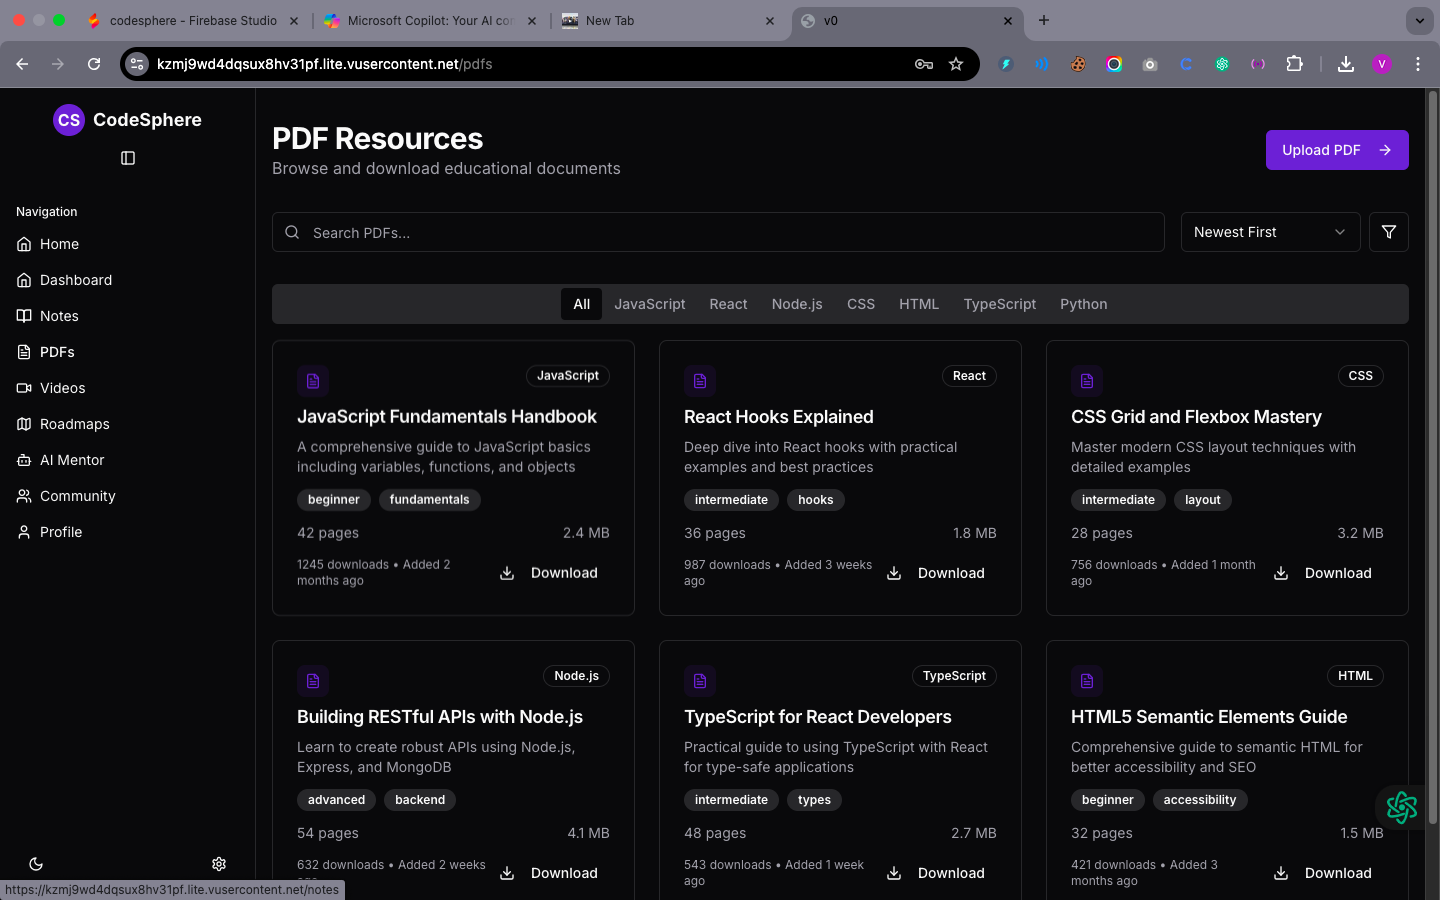 codesphere - Firebase Studio
Microsoft Copilot: Your AI con
New Tab
v0
kzmj9wd4dqsux8hv31pf.lite.vusercontent.net/pdfs
V
CS CodeSphere
Navigation
Home
Dashboard
Notes
PDFs
Videos
Roadmaps
AI Mentor
Community
Profile
PDF Resources
Browse and download educational documents
Upload PDF
Search PDFs...
Newest First
All JavaScript React Node.js CSS HTML TypeScript Python
JavaScript
JavaScript Fundamentals Handbook
A comprehensive guide to JavaScript basics
including variables, functions, and objects
beginner fundamentals
42 pages 2.4 MB
1245 downloads • Added 2
months ago
Download
React
React Hooks Explained
Deep dive into React hooks with practical
examples and best practices
intermediate hooks
36 pages 1.8 MB
987 downloads • Added 3 weeks
ago
Download
CSS
CSS Grid and Flexbox Mastery
Master modern CSS layout techniques with
detailed examples
intermediate layout
28 pages 3.2 MB
756 downloads • Added 1 month
ago
Download
Node.js
Building RESTful APIs with Node.js
Learn to create robust APIs using Node.js,
Express, and MongoDB
advanced backend
54 pages 4.1 MB
632 downloads • Added 2 weeks
Download
TypeScript
TypeScript for React Developers
Practical guide to using TypeScript with React
for type-safe applications
intermediate types
48 pages 2.7 MB
543 downloads • Added 1 week
ago
Download
HTML
HTML5 Semantic Elements Guide
Comprehensive guide to semantic HTML for
better accessibility and SEO
beginner accessibility
32 pages 1.5 MB
421 downloads • Added 3
months ago
Download
https://kzmj9wd4dqsux8hv31pf.lite.vusercontent.net/notes